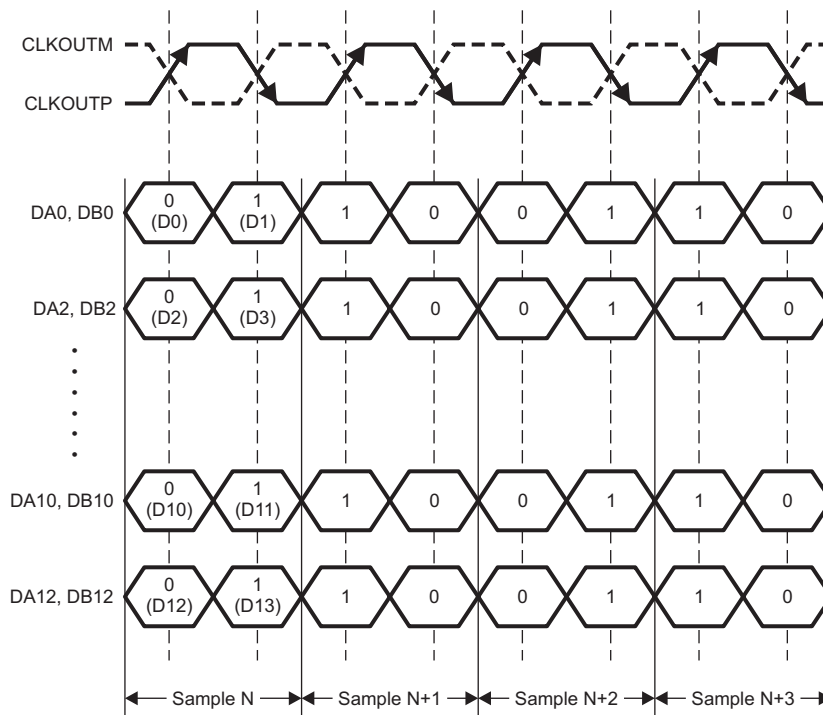 CLKOUTM
CLKOUTP
DA0, DB0
0 1 1 0 0 1 1 0
(D0) (D1)
DA2, DB2
0 1 1 0 0 1 1 0
(D2) (D3)
DA10, DB10
0 1 1 0 0 1 1 0
(D10) (D11)
DA12, DB12
0 1 1 0 0 1 1 0
(D12) (D13)
Sample N Sample N+1 Sample N+2 Sample N+3